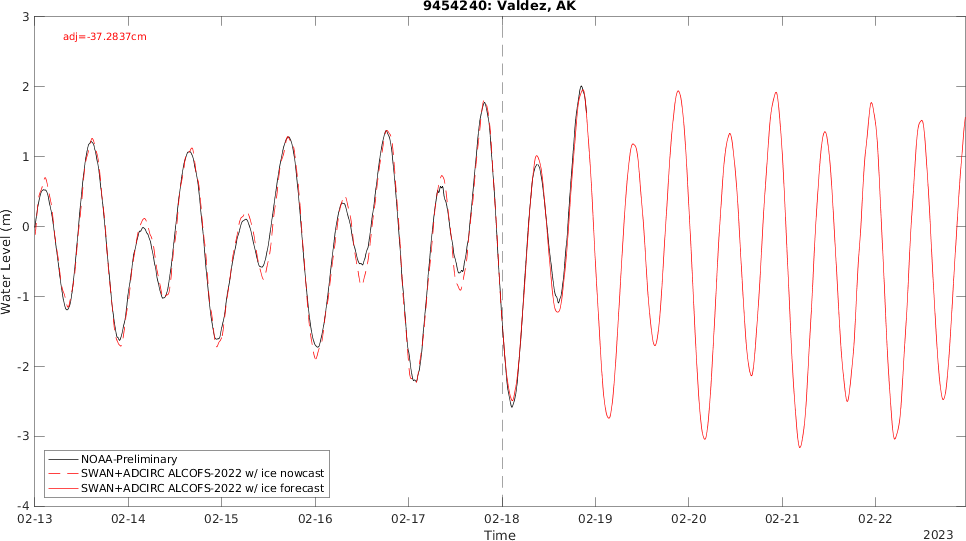 9454240: Valdez, AK
adj=-37.2837cm
3
2
1
0
-1
-2
-3
-4
Water Level (m)
NOAA-Preliminary
SWAN+ADCIRC ALCOFS-2022 w/ ice nowcast
SWAN+ADCIRC ALCOFS-2022 w/ ice forecast
02-13 02-14 02-15 02-16 02-17 02-18 02-19 02-20 02-21 02-22
Time
2023